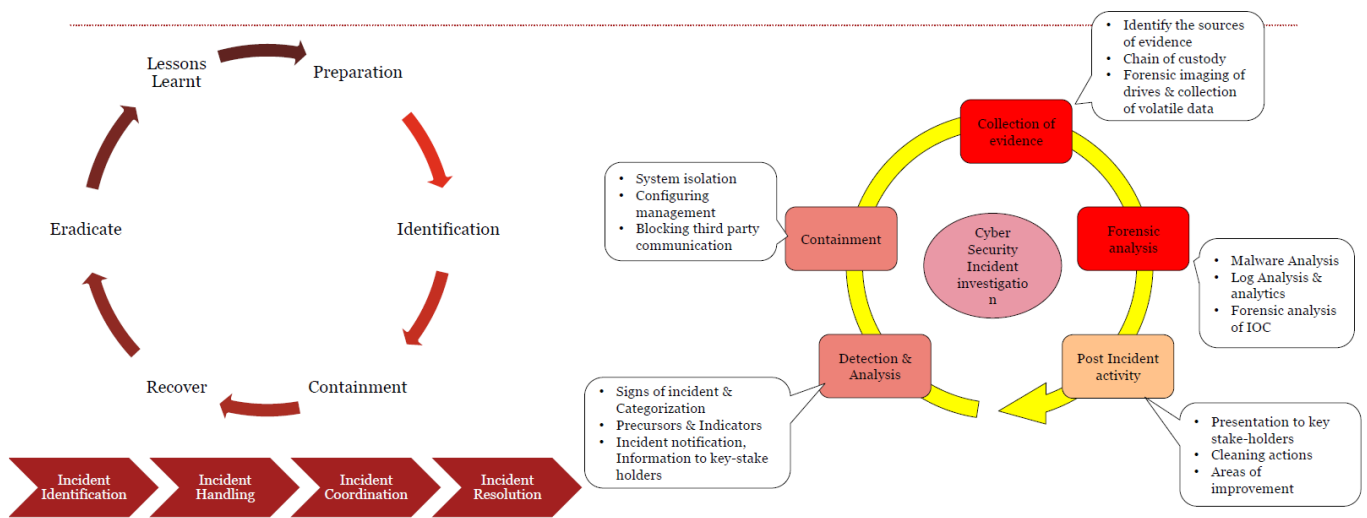 Lessons
Learnt
Preparation
Identification
Containment
Recover
Eradicate
Incident
Identification
Incident
Handling
Incident
Coordination
Incident
Resolution
• Identify the sources
of evidence
• Chain of custody
• Forensic imaging of
drives & collection
of volatile data
Collection of
evidence
• System isolation
• Configuring
management
• Blocking third party
communication
Containment
Cyber
Security
Incident
investigatio
n
Forensic
analysis
• Malware Analysis
• Log Analysis &
analytics
• Forensic analysis
of IOC
Detection &
Analysis
Post Incident
activity
• Signs of incident &
Categorization
• Precursors & Indicators
• Incident notification,
Information to key-stake
holders
• Presentation to key
stake-holders
• Cleaning actions
• Areas of
improvement